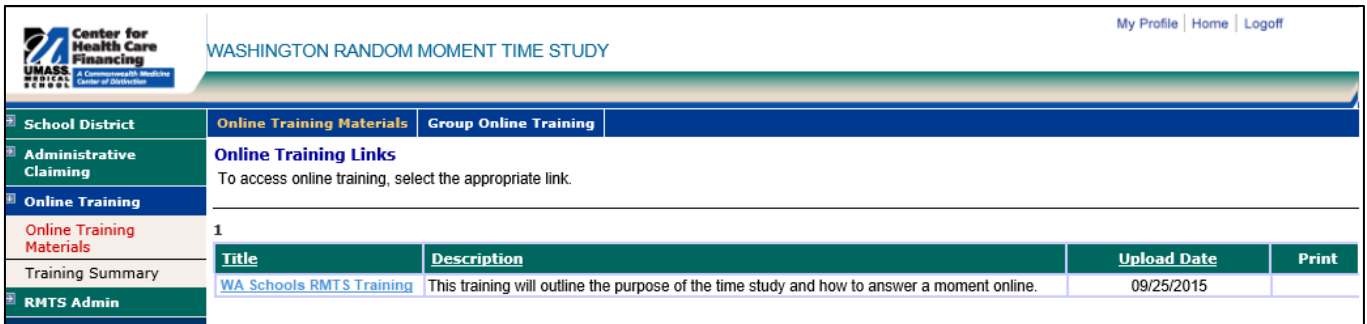 Center for
Health Care
Financing
UMASS
MEDICAL
SCHOOL
A Commonwealth Medicine
Center of Distinction
WASHINGTON RANDOM MOMENT TIME STUDY
My Profile | Home | Logoff
School District
Administrative
Claiming
Online Training
Online Training
Materials
Training Summary
RMTS Admin
Online Training Materials | Group Online Training
Online Training Links
To access online training, select the appropriate link.
1
Title Description Upload Date Print
WA Schools RMTS Training This training will outline the purpose of the time study and how to answer a moment online. 09/25/2015